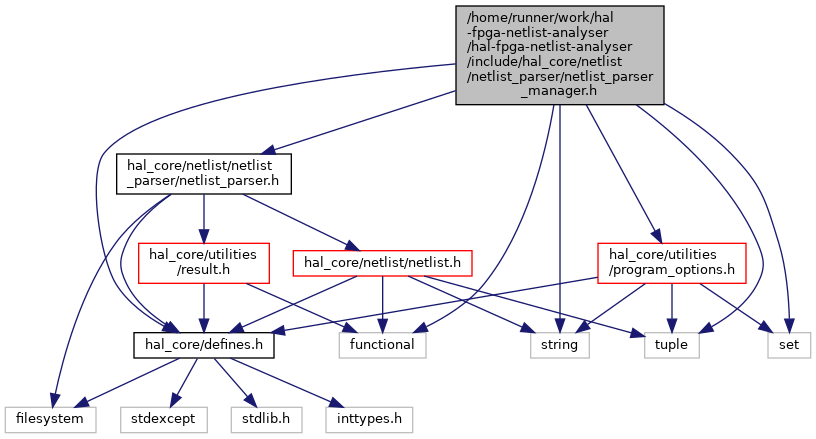 /home/runner/work/hal
-fpga-netlist-analyser
/hal-fpga-netlist-analyser
/include/hal_core/netlist
/netlist_parser/netlist_parser
_manager.h
hal_core/netlist/netlist
_parser/netlist_parser.h
hal_core/utilities
/result.h
hal_core/netlist/netlist.h
hal_core/utilities
/program_options.h
hal_core/defines.h
functional
string
tuple
set
filesystem
stdexcept
stdlib.h
inttypes.h